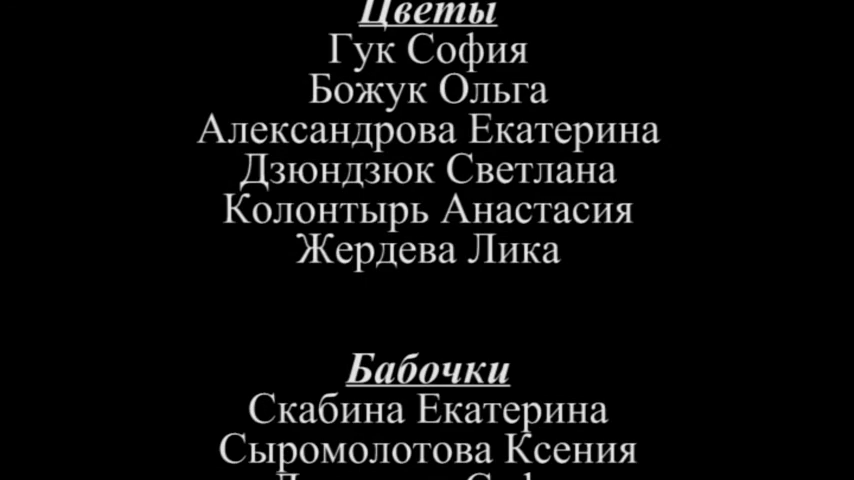 Цветы
Гук София
Божук Ольга
Александрова Екатерина
Дзюндзюк Светлана
Колонтырь Анастасия
Жердева Лика
Бабочки
Скабина Екатерина
Сыромолотова Ксения